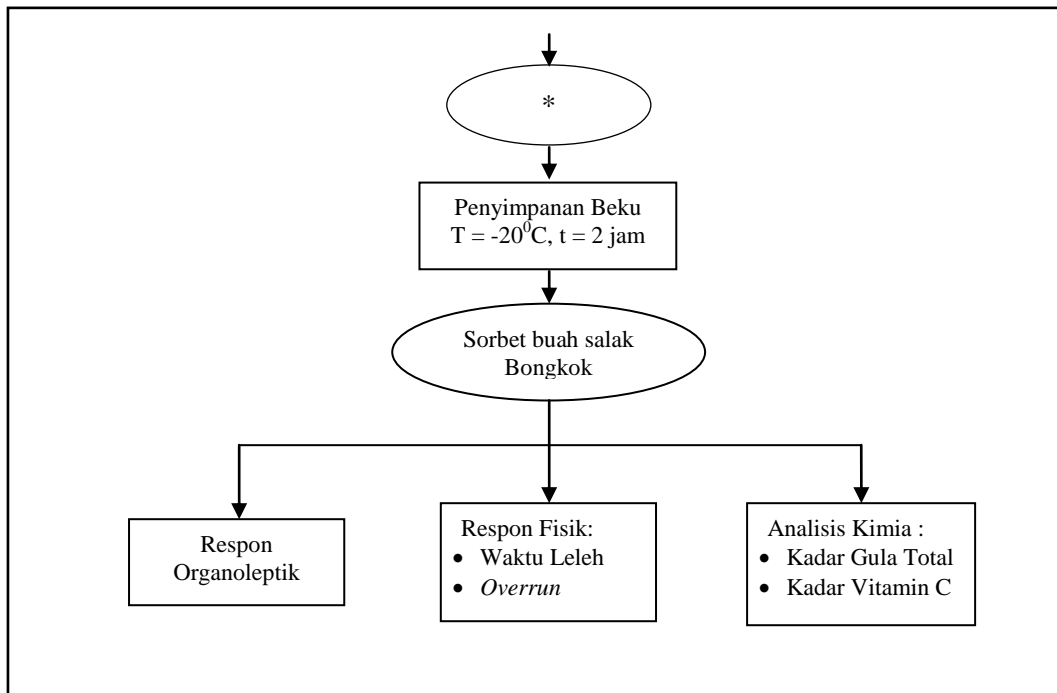 *
Penyimpanan Beku
T = -20⁰C, t = 2 jam
Sorbet buah salak
Bongkok
Respon
Organoleptik
Respon Fisik:
• Waktu Leleh
• Overrun
Analisis Kimia :
• Kadar Gula Total
• Kadar Vitamin C